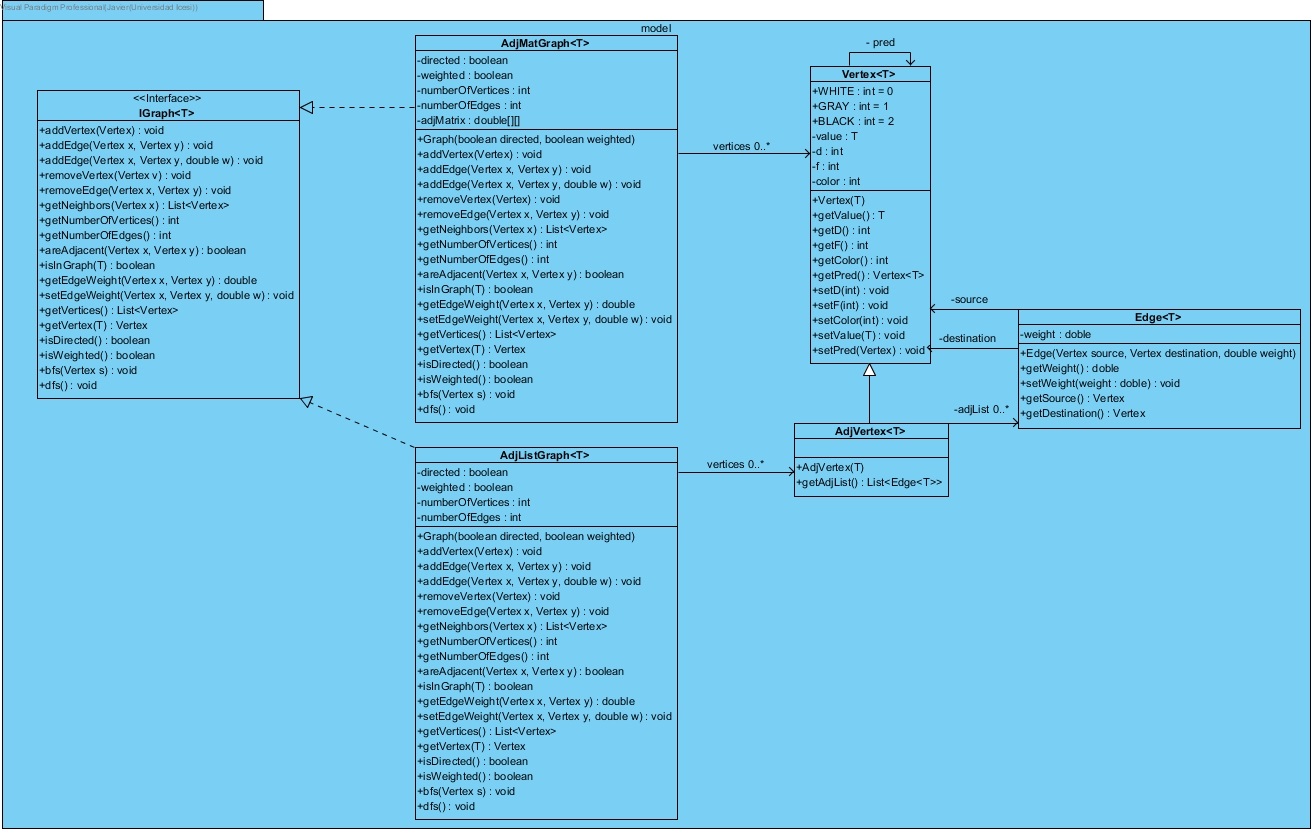 Visual Paradigm Professional(Javier(Universidad Icesi))
model
<<Interface>>
IGraph<T>
+addVertex(Vertex) : void
+addEdge(Vertex x, Vertex y) : void
+addEdge(Vertex x, Vertex y, double w) : void
+removeVertex(Vertex v) : void
+removeEdge(Vertex x, Vertex y) : void
+getNeighbors(Vertex x) : List<Vertex>
+getNumberOfVertices() : int
+getNumberOfEdges() : int
+areAdjacent(Vertex x, Vertex y) : boolean
+isInGraph(T) : boolean
+getEdgeWeight(Vertex x, Vertex y) : double
+setEdgeWeight(Vertex x, Vertex y, double w) : void
+getVertices() : List<Vertex>
+getVertex(T) : Vertex
+isDirected() : boolean
+isWeighted() : boolean
+bfs(Vertex s) : void
+dfs() : void
AdjMatGraph<T>
-directed : boolean
-weighted : boolean
-numberOfVertices : int
-numberOfEdges : int
-adjMatrix : double[][]
+Graph(boolean directed, boolean weighted)
+addVertex(Vertex) : void
+addEdge(Vertex x, Vertex y) : void
+addEdge(Vertex x, Vertex y, double w) : void
+removeVertex(Vertex) : void
+removeEdge(Vertex x, Vertex y) : void
+getNeighbors(Vertex x) : List<Vertex>
+getNumberOfVertices() : int
+getNumberOfEdges() : int
+areAdjacent(Vertex x, Vertex y) : boolean
+isInGraph(T) : boolean
+getEdgeWeight(Vertex x, Vertex y) : double
+setEdgeWeight(Vertex x, Vertex y, double w) : void
+getVertices() : List<Vertex>
+getVertex(T) : Vertex
+isDirected() : boolean
+isWeighted() : boolean
+bfs(Vertex s) : void
+dfs() : void
vertices 0..*
- pred
Vertex<T>
+WHITE : int = 0
+GRAY : int = 1
+BLACK : int = 2
-value : T
-d : int
-f : int
-color : int
+Vertex(T)
+getValue() : T
+getD() : int
+getF() : int
+getColor() : int
+getPred() : Vertex<T>
+setD(int) : void
+setF(int) : void
+setColor(int) : void
+setValue(T) : void
+setPred(Vertex) : void
-source
-destination
Edge<T>
-weight : doble
+Edge(Vertex source, Vertex destination, double weight)
+getWeight() : doble
+setWeight(weight : doble) : void
+getSource() : Vertex
+getDestination() : Vertex
-adjList 0..*
AdjVertex<T>
+AdjVertex(T)
+getAdjList() : List<Edge<T>>
vertices 0..*
AdjListGraph<T>
-directed : boolean
-weighted : boolean
-numberOfVertices : int
-numberOfEdges : int
+Graph(boolean directed, boolean weighted)
+addVertex(Vertex) : void
+addEdge(Vertex x, Vertex y) : void
+addEdge(Vertex x, Vertex y, double w) : void
+removeVertex(Vertex) : void
+removeEdge(Vertex x, Vertex y) : void
+getNeighbors(Vertex x) : List<Vertex>
+getNumberOfVertices() : int
+getNumberOfEdges() : int
+areAdjacent(Vertex x, Vertex y) : boolean
+isInGraph(T) : boolean
+getEdgeWeight(Vertex x, Vertex y) : double
+setEdgeWeight(Vertex x, Vertex y, double w) : void
+getVertices() : List<Vertex>
+getVertex(T) : Vertex
+isDirected() : boolean
+isWeighted() : boolean
+bfs(Vertex s) : void
+dfs() : void